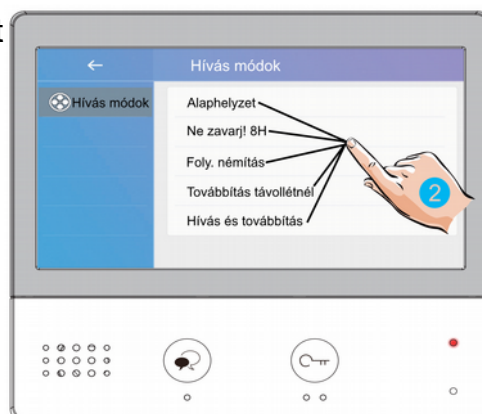 Hívás módok
Hívás módok
Alaphelyzet
Ne zavarj! 8H
Foly. némítás
Továbbítás távollétnél
Hívás és továbbítás
2